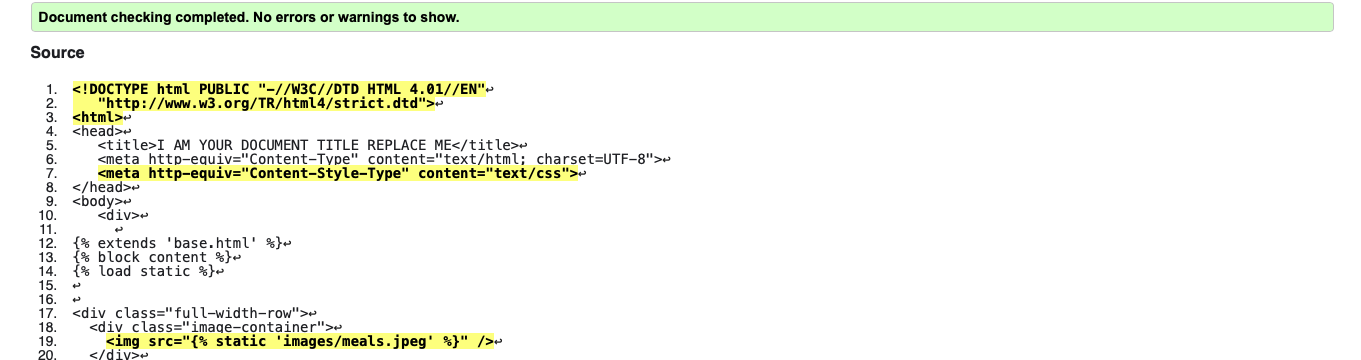 Document checking completed. No errors or warnings to show.
Source
1. <!DOCTYPE html PUBLIC "-//W3C//DTD HTML 4.01//EN"↩
2. "http://www.w3.org/TR/html4/strict.dtd">↩
3. <html>↩
4. <head>↩
5. <title>I AM YOUR DOCUMENT TITLE REPLACE ME</title>↩
6. <meta http-equiv="Content-Type" content="text/html; charset=UTF-8">↩
7. <meta http-equiv="Content-Style-Type" content="text/css">↩
8. </head>↩
9. <body>↩
10. <div>↩
11. ↩
12. {% extends 'base.html' %}↩
13. {% block content %}↩
14. {% load static %}↩
15. ↩
16. ↩
17. <div class="full-width-row">↩
18. <div class="image-container">↩
19. <img src="{% static 'images/meals.jpeg' %}" />↩
20. </div>↩